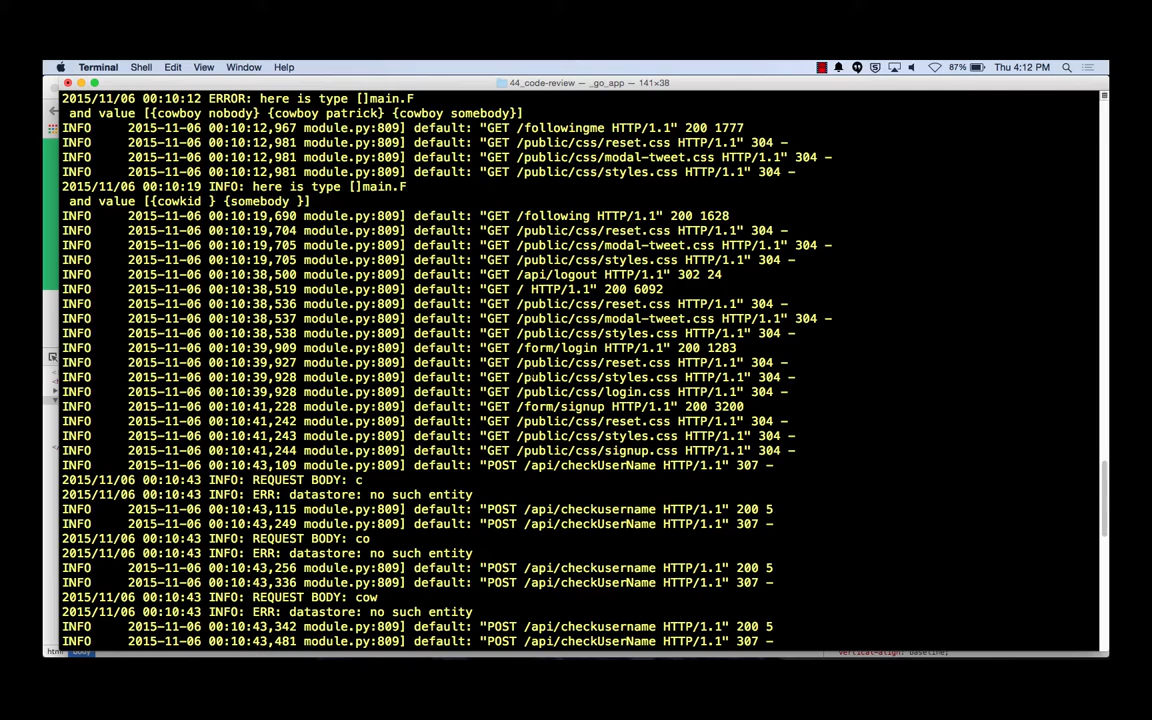 Terminal Shell Edit View Window Help 87% Thu 4:12 PM
44_code-review — _go_app — 141×38
2015/11/06 00:10:12 ERROR: here is type []main.F
and value [{cowboy nobody} {cowboy patrick} {cowboy somebody}]
INFO 2015-11-06 00:10:12,967 module.py:809] default: "GET /followingme HTTP/1.1" 200 1777
INFO 2015-11-06 00:10:12,981 module.py:809] default: "GET /public/css/reset.css HTTP/1.1" 304 -
INFO 2015-11-06 00:10:12,981 module.py:809] default: "GET /public/css/modal-tweet.css HTTP/1.1" 304 -
INFO 2015-11-06 00:10:12,981 module.py:809] default: "GET /public/css/styles.css HTTP/1.1" 304 -
2015/11/06 00:10:19 INFO: here is type []main.F
and value [{cowkid } {somebody }]
INFO 2015-11-06 00:10:19,690 module.py:809] default: "GET /following HTTP/1.1" 200 1628
INFO 2015-11-06 00:10:19,704 module.py:809] default: "GET /public/css/reset.css HTTP/1.1" 304 -
INFO 2015-11-06 00:10:19,705 module.py:809] default: "GET /public/css/modal-tweet.css HTTP/1.1" 304 -
INFO 2015-11-06 00:10:19,705 module.py:809] default: "GET /public/css/styles.css HTTP/1.1" 304 -
INFO 2015-11-06 00:10:38,500 module.py:809] default: "GET /api/logout HTTP/1.1" 302 24
INFO 2015-11-06 00:10:38,519 module.py:809] default: "GET / HTTP/1.1" 200 6092
INFO 2015-11-06 00:10:38,536 module.py:809] default: "GET /public/css/reset.css HTTP/1.1" 304 -
INFO 2015-11-06 00:10:38,537 module.py:809] default: "GET /public/css/modal-tweet.css HTTP/1.1" 304 -
INFO 2015-11-06 00:10:38,538 module.py:809] default: "GET /public/css/styles.css HTTP/1.1" 304 -
INFO 2015-11-06 00:10:39,909 module.py:809] default: "GET /form/login HTTP/1.1" 200 1283
INFO 2015-11-06 00:10:39,927 module.py:809] default: "GET /public/css/reset.css HTTP/1.1" 304 -
INFO 2015-11-06 00:10:39,928 module.py:809] default: "GET /public/css/styles.css HTTP/1.1" 304 -
INFO 2015-11-06 00:10:39,928 module.py:809] default: "GET /public/css/login.css HTTP/1.1" 304 -
INFO 2015-11-06 00:10:41,228 module.py:809] default: "GET /form/signup HTTP/1.1" 200 3200
INFO 2015-11-06 00:10:41,242 module.py:809] default: "GET /public/css/reset.css HTTP/1.1" 304 -
INFO 2015-11-06 00:10:41,243 module.py:809] default: "GET /public/css/styles.css HTTP/1.1" 304 -
INFO 2015-11-06 00:10:41,244 module.py:809] default: "GET /public/css/signup.css HTTP/1.1" 304 -
INFO 2015-11-06 00:10:43,109 module.py:809] default: "POST /api/checkUserName HTTP/1.1" 307 -
2015/11/06 00:10:43 INFO: REQUEST BODY: c
2015/11/06 00:10:43 INFO: ERR: datastore: no such entity
INFO 2015-11-06 00:10:43,115 module.py:809] default: "POST /api/checkusername HTTP/1.1" 200 5
INFO 2015-11-06 00:10:43,249 module.py:809] default: "POST /api/checkUserName HTTP/1.1" 307 -
2015/11/06 00:10:43 INFO: REQUEST BODY: co
2015/11/06 00:10:43 INFO: ERR: datastore: no such entity
INFO 2015-11-06 00:10:43,256 module.py:809] default: "POST /api/checkusername HTTP/1.1" 200 5
INFO 2015-11-06 00:10:43,336 module.py:809] default: "POST /api/checkUserName HTTP/1.1" 307 -
2015/11/06 00:10:43 INFO: REQUEST BODY: cow
2015/11/06 00:10:43 INFO: ERR: datastore: no such entity
INFO 2015-11-06 00:10:43,342 module.py:809] default: "POST /api/checkusername HTTP/1.1" 200 5
INFO 2015-11-06 00:10:43,481 module.py:809] default: "POST /api/checkUserName HTTP/1.1" 307 -
html body vertical-align: baseline;